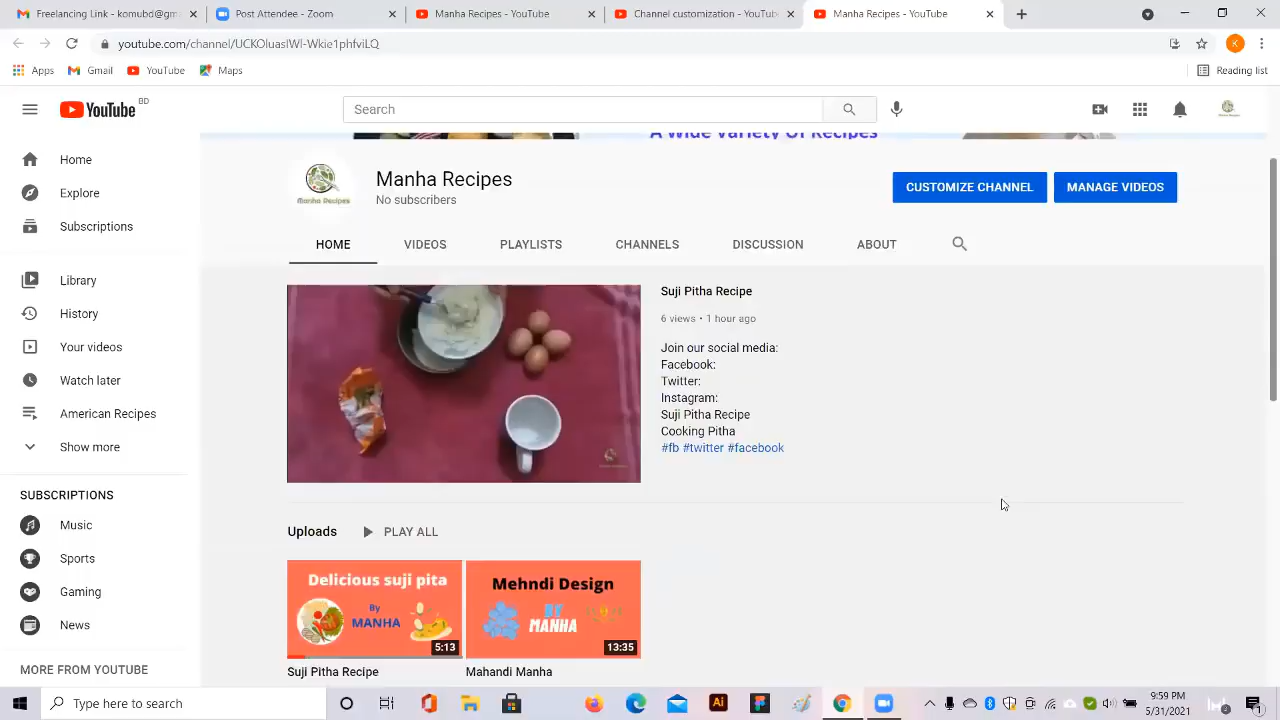 Freelancing@gm
Post Attendee -
Manha Recipes - YouTube
Channel customization - YouTube
Manha Recipes - YouTube
youtube.com/channel/UCKOluasIWl-Wkie1phfviLQ
Apps Gmail YouTube Maps Reading list
YouTube BD Search
A Wide Variety Of Recipes
Home
Explore
Subscriptions
Library
History
Your videos
Watch later
American Recipes
Show more
SUBSCRIPTIONS
Music
Sports
Gaming
News
MORE FROM YOUTUBE
Manha Recipes
Manha Recipes
No subscribers
CUSTOMIZE CHANNEL MANAGE VIDEOS
HOME VIDEOS PLAYLISTS CHANNELS DISCUSSION ABOUT
Suji Pitha Recipe
6 views • 1 hour ago
Join our social media:
Facebook:
Twitter:
Instagram:
Suji Pitha Recipe
Cooking Pitha
#fb #twitter #facebook
Uploads PLAY ALL
Delicious suji pita
By
MANHA
5:13
Mehndi Design
BY
MANHA
13:35
Suji Pitha Recipe Mahandi Manha
Type here to search
Ai
9:59 PM
5/31/2021